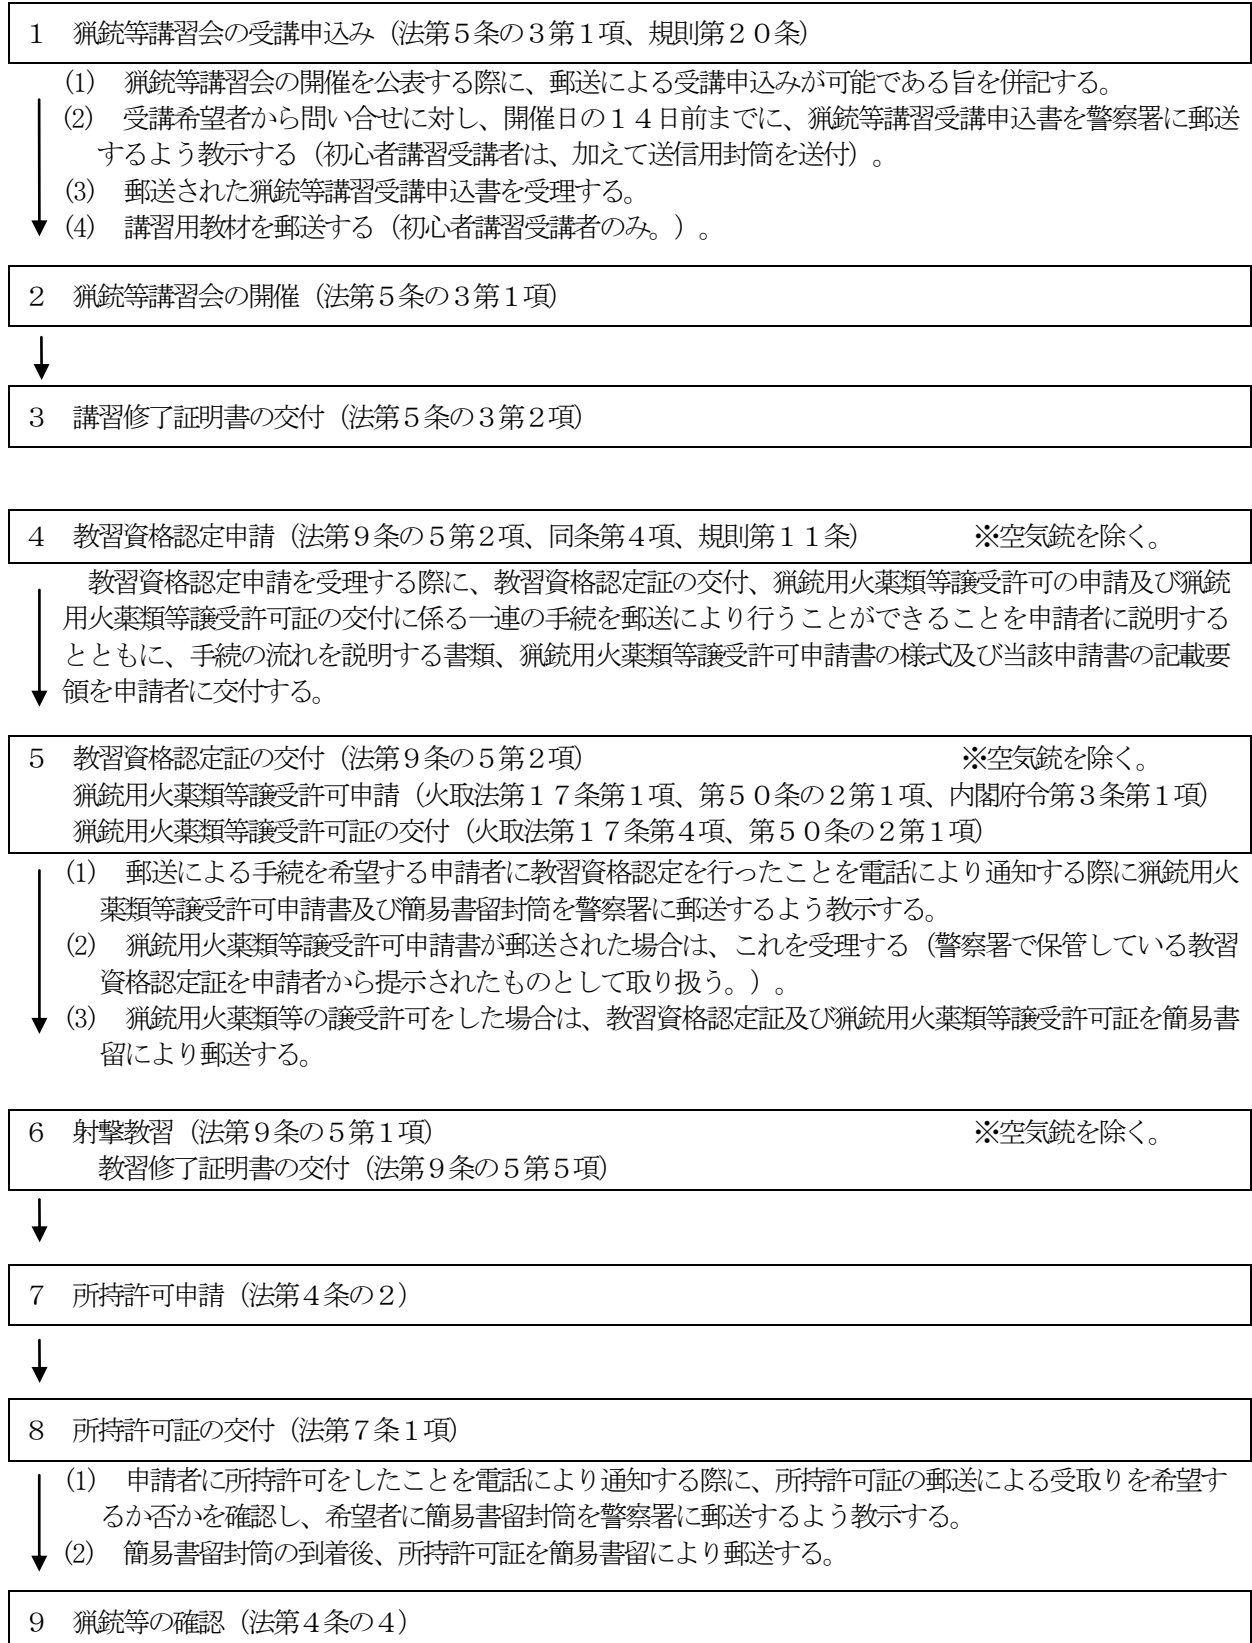 １　猟銃等講習会の受講申込み（法第５条の３第１項、規則第２０条）
(1)　猟銃等講習会の開催を公表する際に、郵送による受講申込みが可能である旨を併記する。
(2)　受講希望者から問い合せに対し、開催日の１４日前までに、猟銃等講習受講申込書を警察署に郵送
するよう教示する（初心者講習受講者は、加えて送信用封筒を送付）。
(3)　郵送された猟銃等講習受講申込書を受理する。
(4)　講習用教材を郵送する（初心者講習受講者のみ。）。
２　猟銃等講習会の開催（法第５条の３第１項）
３　講習修了証明書の交付（法第５条の３第２項）
４　教習資格認定申請（法第９条の５第２項、同条第４項、規則第１１条）　※空気銃を除く。
教習資格認定申請を受理する際に、教習資格認定証の交付、猟銃用火薬類等譲受許可の申請及び猟銃
用火薬類等譲受許可証の交付に係る一連の手続を郵送により行うことができることを申請者に説明する
とともに、手続の流れを説明する書類、猟銃用火薬類等譲受許可申請書の様式及び当該申請書の記載要
領を申請者に交付する。
５　教習資格認定証の交付（法第９条の５第２項）　※空気銃を除く。
猟銃用火薬類等譲受許可申請（火取法第１７条第１項、第５０条の２第１項、内閣府令第３条第１項）
猟銃用火薬類等譲受許可証の交付（火取法第１７条第４項、第５０条の２第１項）
(1)　郵送による手続を希望する申請者に教習資格認定を行ったことを電話により通知する際に猟銃用火
薬類等譲受許可申請書及び簡易書留封筒を警察署に郵送するよう教示する。
(2)　猟銃用火薬類等譲受許可申請書が郵送された場合は、これを受理する（警察署で保管している教習
資格認定証を申請者から提示されたものとして取り扱う。）。
(3)　猟銃用火薬類等の譲受許可をした場合は、教習資格認定証及び猟銃用火薬類等譲受許可証を簡易書
留により郵送する。
６　射撃教習（法第９条の５第１項）　※空気銃を除く。
教習修了証明書の交付（法第９条の５第５項）
７　所持許可申請（法第４条の２）
８　所持許可証の交付（法第７条１項）
(1)　申請者に所持許可をしたことを電話により通知する際に、所持許可証の郵送による受取りを希望す
るか否かを確認し、希望者に簡易書留封筒を警察署に郵送するよう教示する。
(2)　簡易書留封筒の到着後、所持許可証を簡易書留により郵送する。
９　猟銃等の確認（法第４条の４）